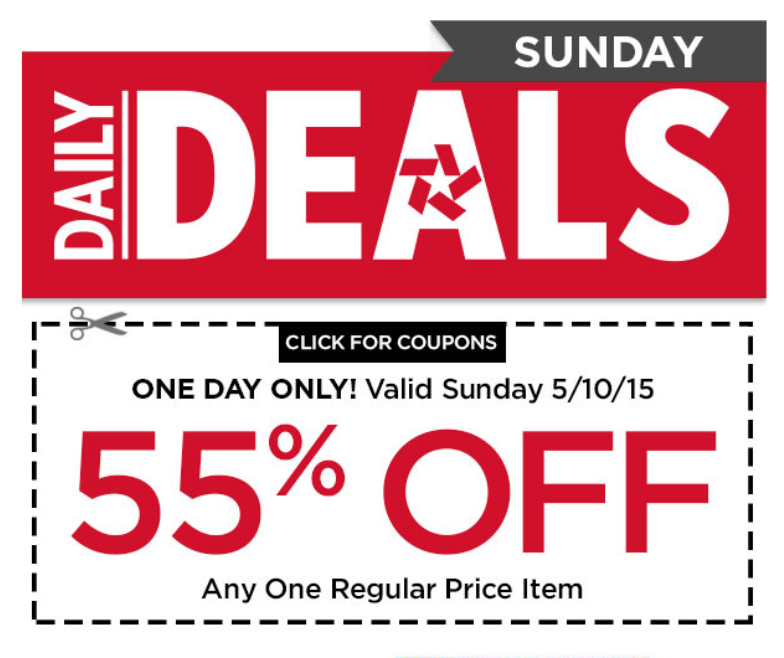 SUNDAY
DAILY
DEALS
CLICK FOR COUPONS
ONE DAY ONLY! Valid Sunday 5/10/15
55% OFF
Any One Regular Price Item